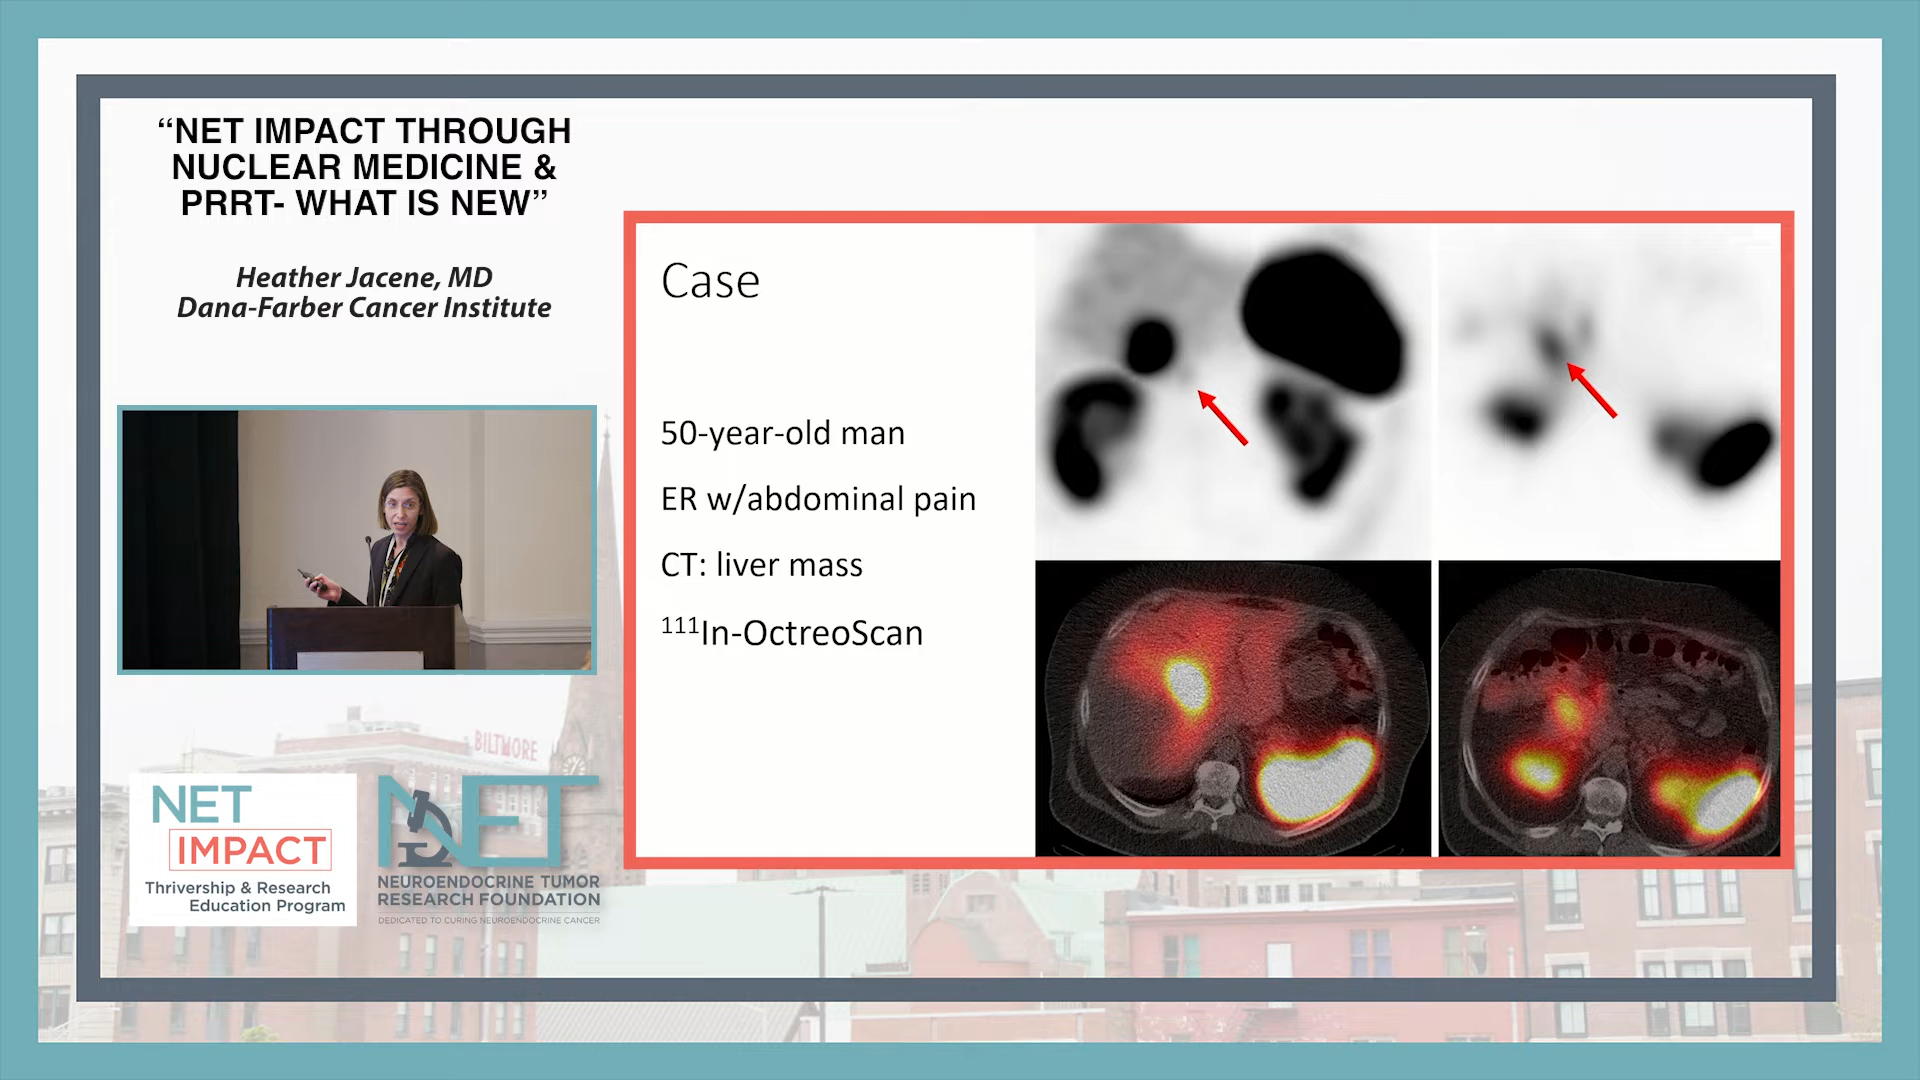 “NET IMPACT THROUGH
NUCLEAR MEDICINE &
PRRT- WHAT IS NEW”
Heather Jacene, MD
Dana-Farber Cancer Institute
Case
50-year-old man
ER w/abdominal pain
CT: liver mass
¹¹¹In-OctreoScan
BILTMORE
NET
IMPACT
Thrivership & Research
Education Program
NET
NEUROENDOCRINE TUMOR
RESEARCH FOUNDATION
DEDICATED TO CURING NEUROENDOCRINE CANCER